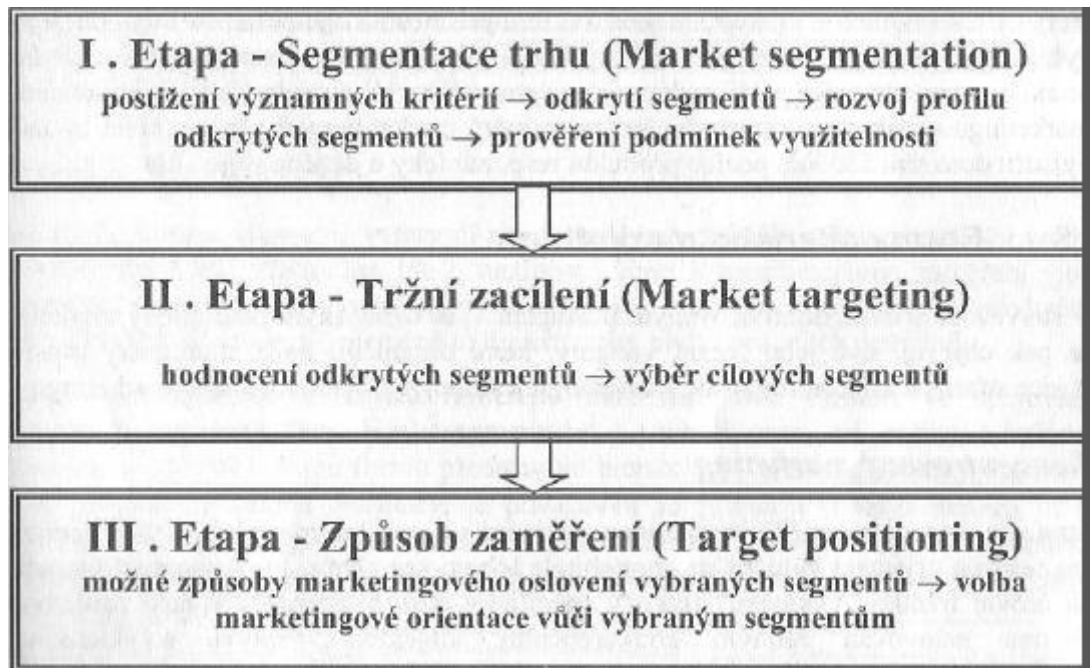 I . Etapa - Segmentace trhu (Market segmentation)
postižení významných kritérií → odkrytí segmentů → rozvoj profilu
odkrytých segmentů → prověření podmínek využitelnosti
II . Etapa - Tržní zacílení (Market targeting)
hodnocení odkrytých segmentů → výběr cílových segmentů
III . Etapa - Způsob zaměření (Target positioning)
možné způsoby marketingového oslovení vybraných segmentů → volba
marketingové orientace vůči vybraným segmentům